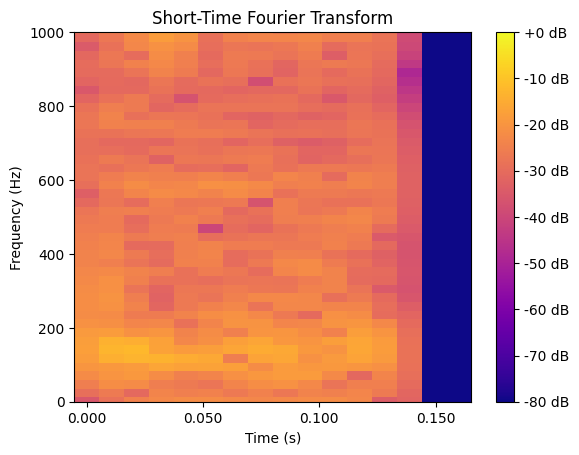 Short-Time Fourier Transform
1000
800
600
400
200
0
Frequency (Hz)
0.000
0.050
0.100
0.150
Time (s)
+0 dB
-10 dB
-20 dB
-30 dB
-40 dB
-50 dB
-60 dB
-70 dB
-80 dB